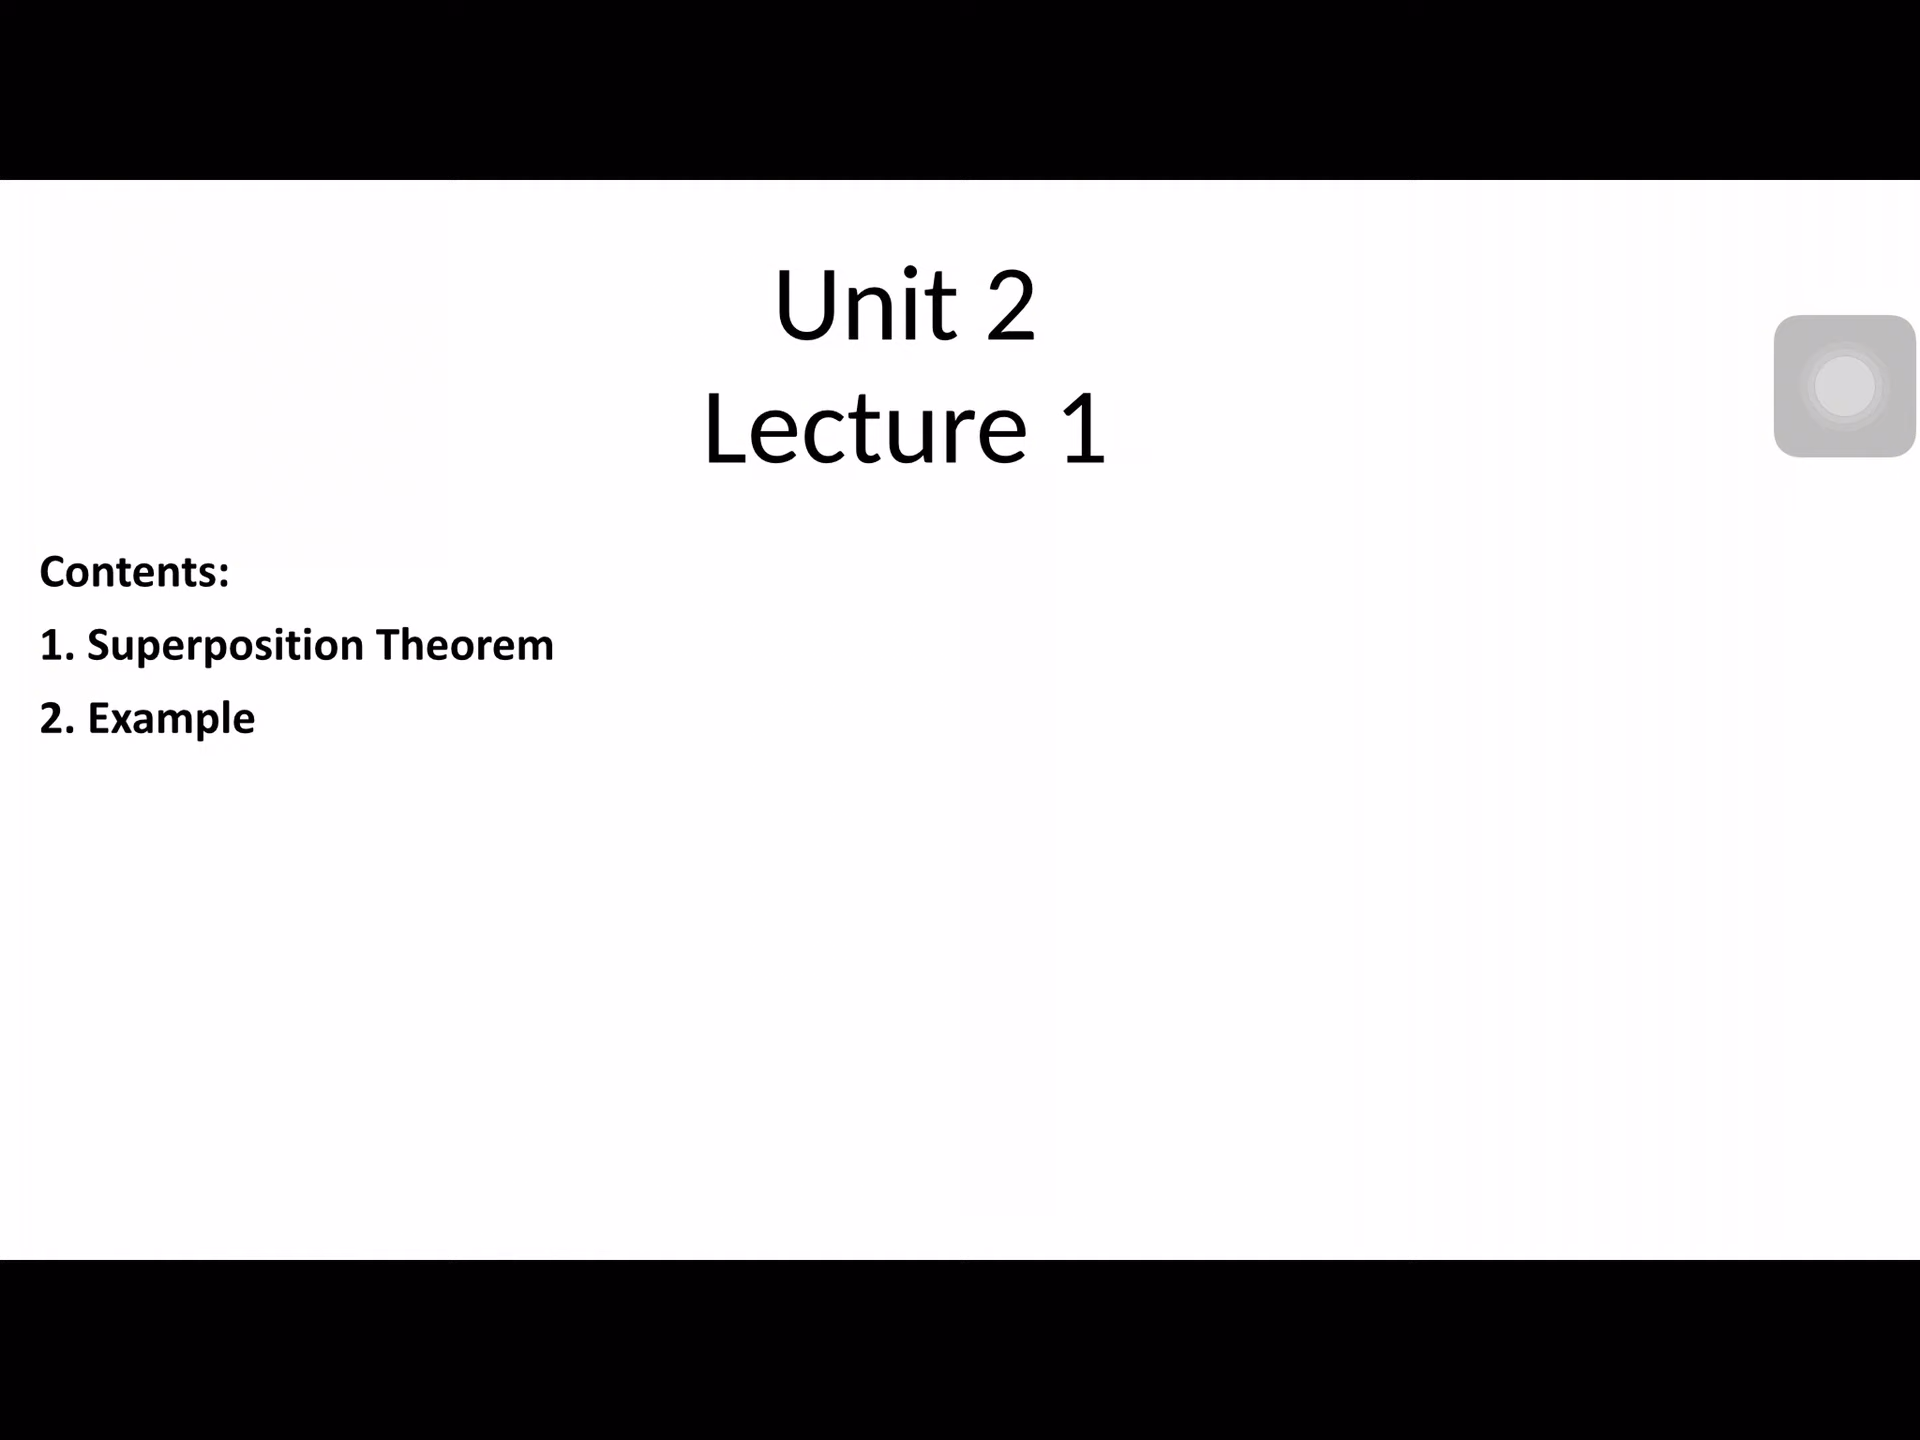 Unit 2
Lecture 1
Contents:
1. Superposition Theorem
2. Example